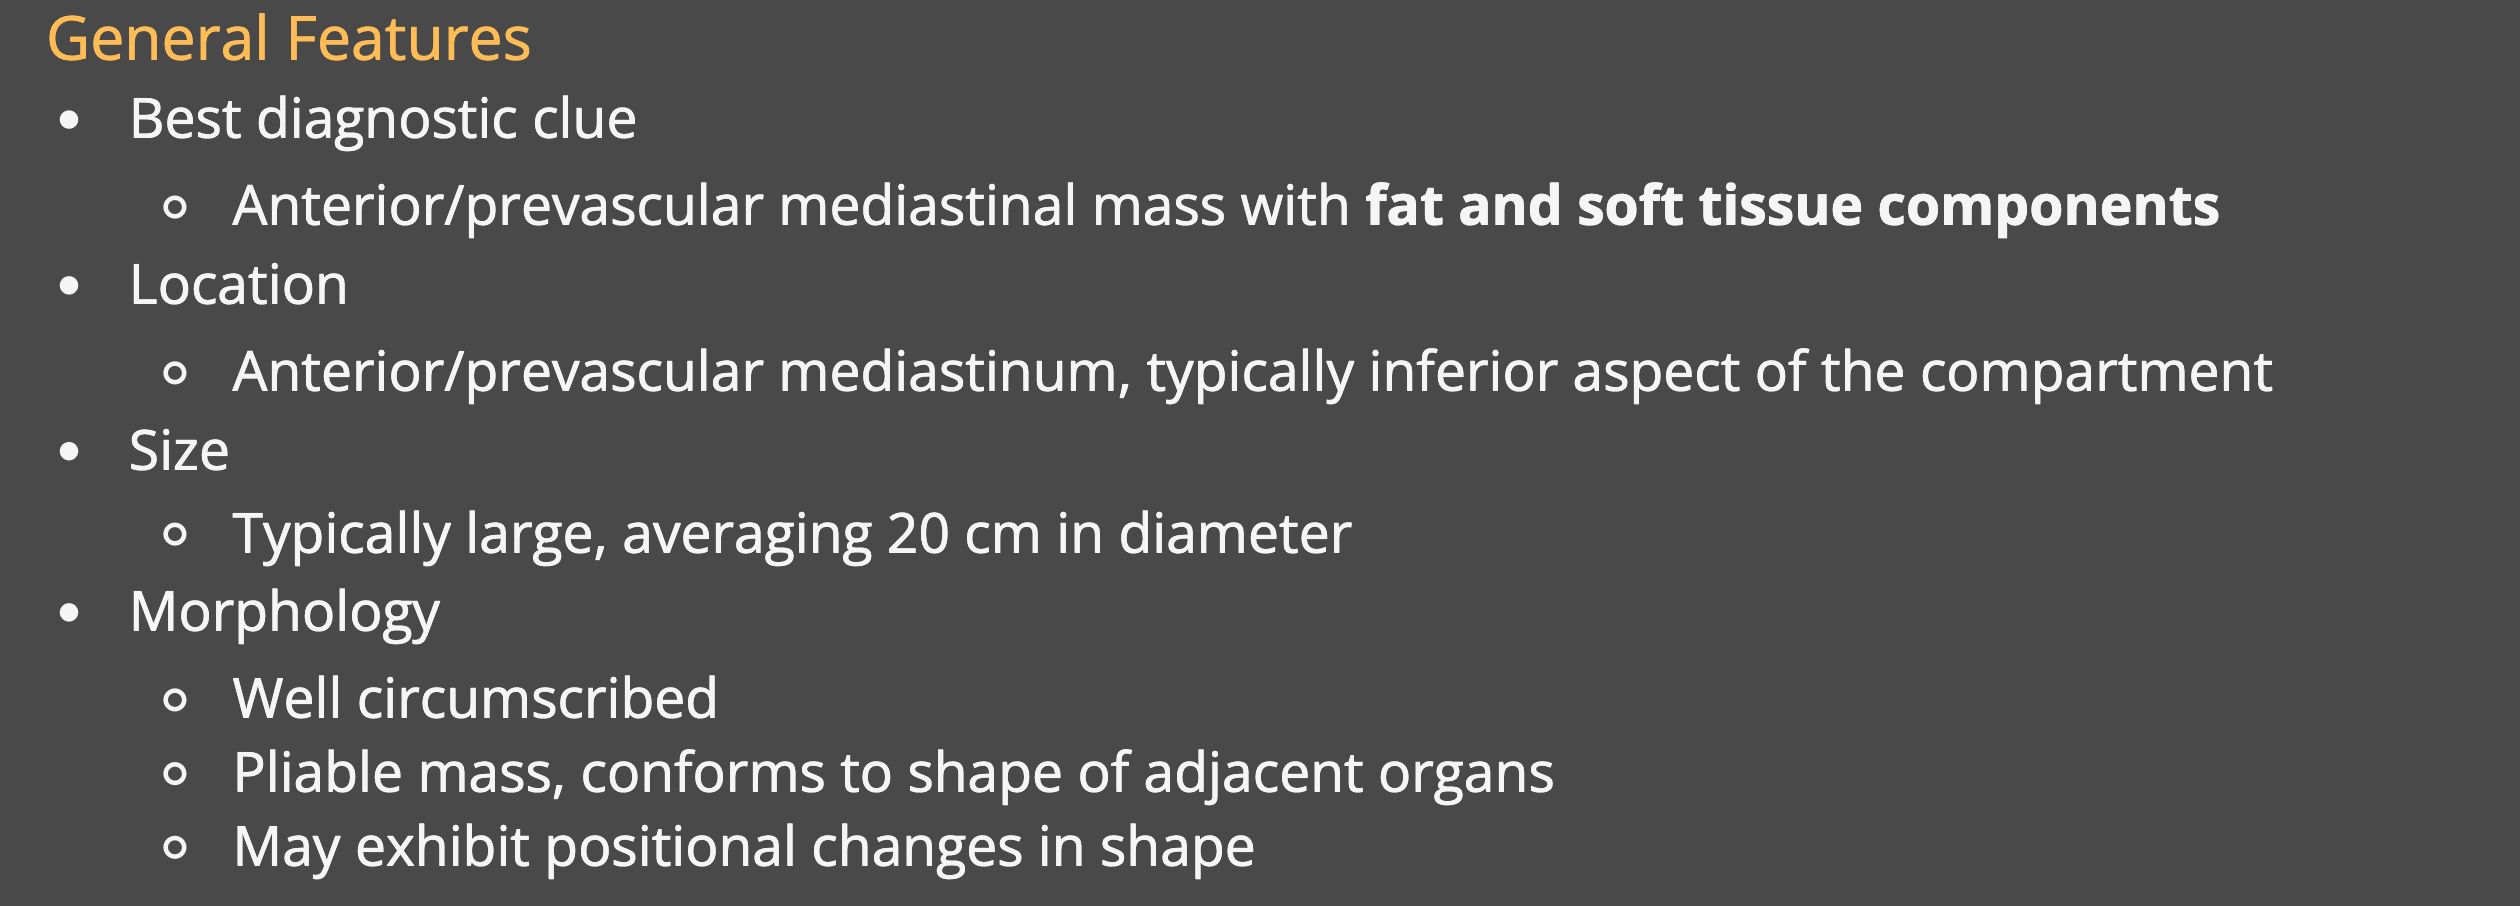 General Features
• Best diagnostic clue
◦ Anterior/prevascular mediastinal mass with fat and soft tissue components
• Location
◦ Anterior/prevascular mediastinum, typically inferior aspect of the compartment
• Size
◦ Typically large, averaging 20 cm in diameter
• Morphology
◦ Well circumscribed
◦ Pliable mass, conforms to shape of adjacent organs
◦ May exhibit positional changes in shape